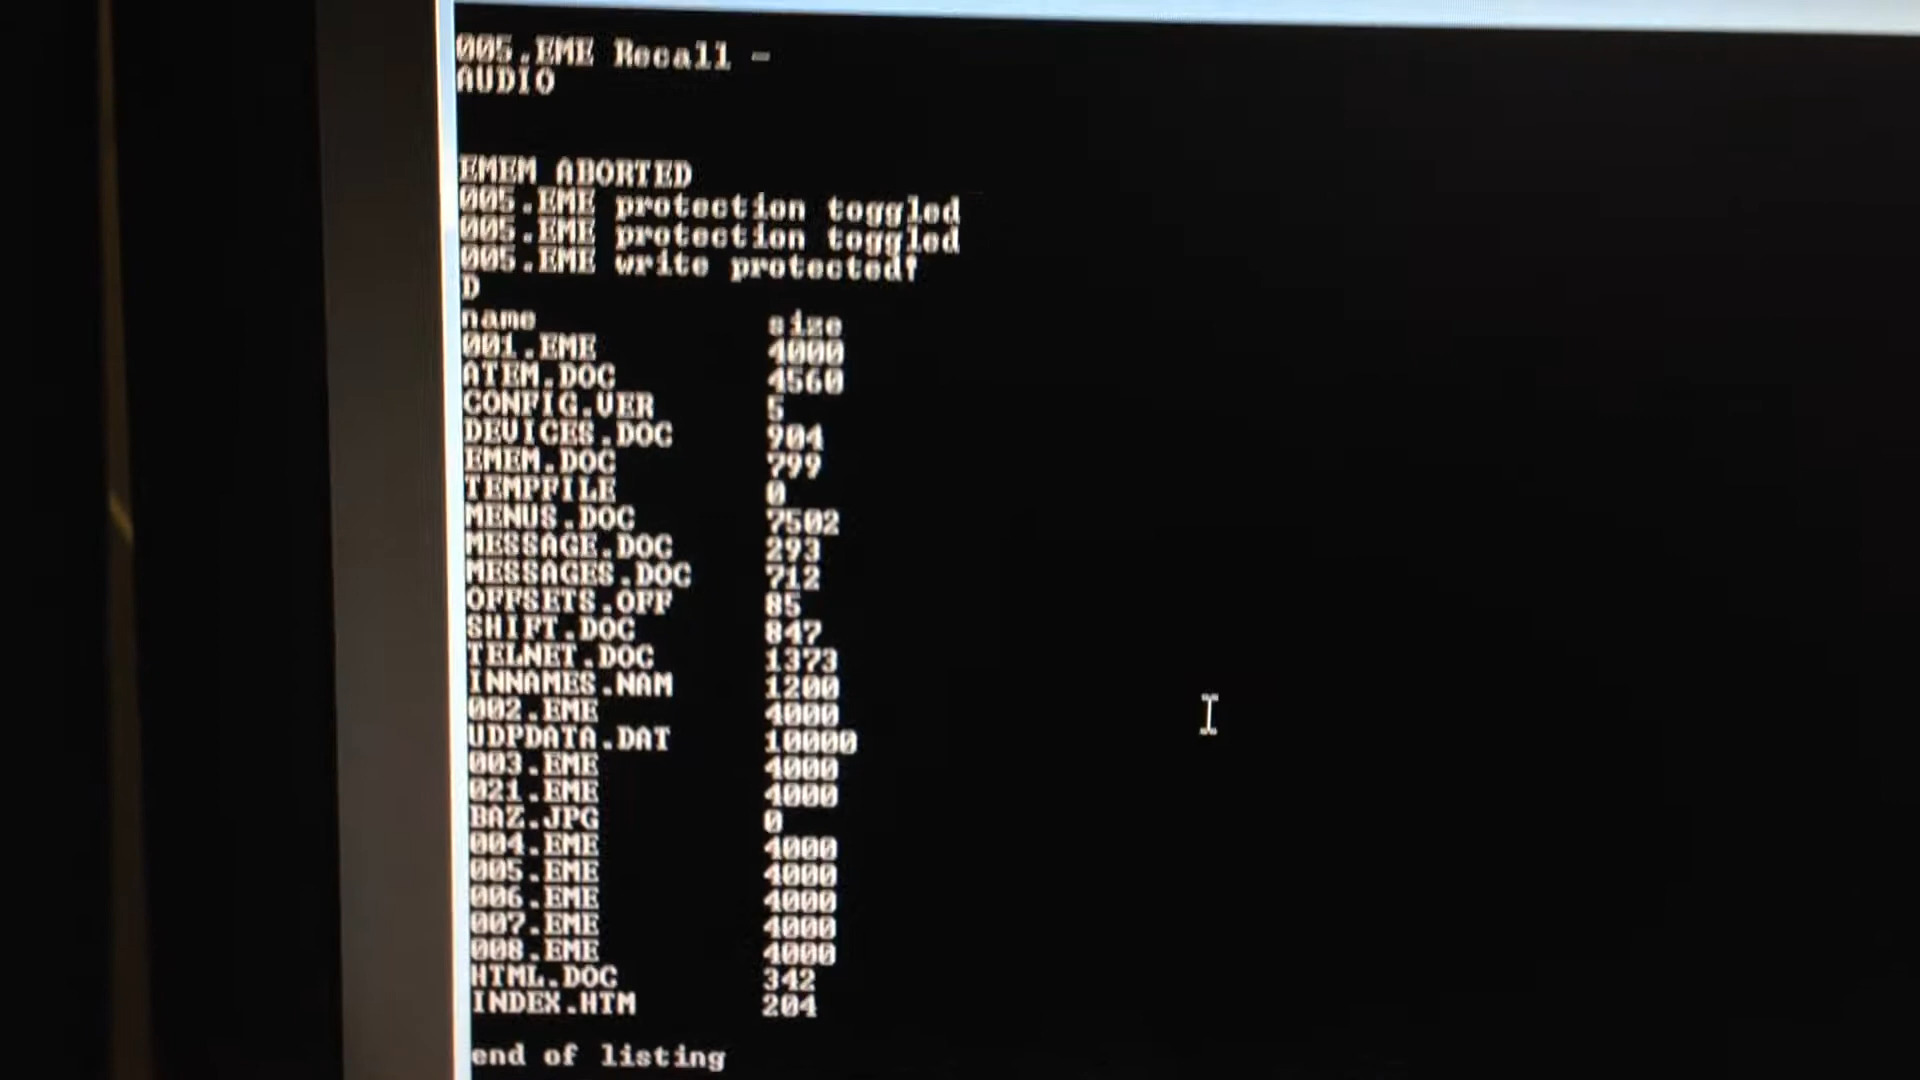 005.EME Recall -
AUDIO
EMEM ABORTED
005.EME protection toggled
005.EME protection toggled
005.EME write protected!
D
name size
001.EME 4000
ATEM.DOC 4560
CONFIG.VER 5
DEVICES.DOC 904
EMEM.DOC 799
TEMPFILE 0
MENUS.DOC 7502
MESSAGE.DOC 293
MESSAGES.DOC 712
OFFSETS.OFF 85
SHIFT.DOC 847
TELNET.DOC 1373
INNAMES.NAM 1200
002.EME 4000
UDPDATA.DAT 10000
003.EME 4000
021.EME 4000
BAZ.JPG 0
004.EME 4000
005.EME 4000
006.EME 4000
007.EME 4000
008.EME 4000
HTML.DOC 342
INDEX.HTM 204
end of listing